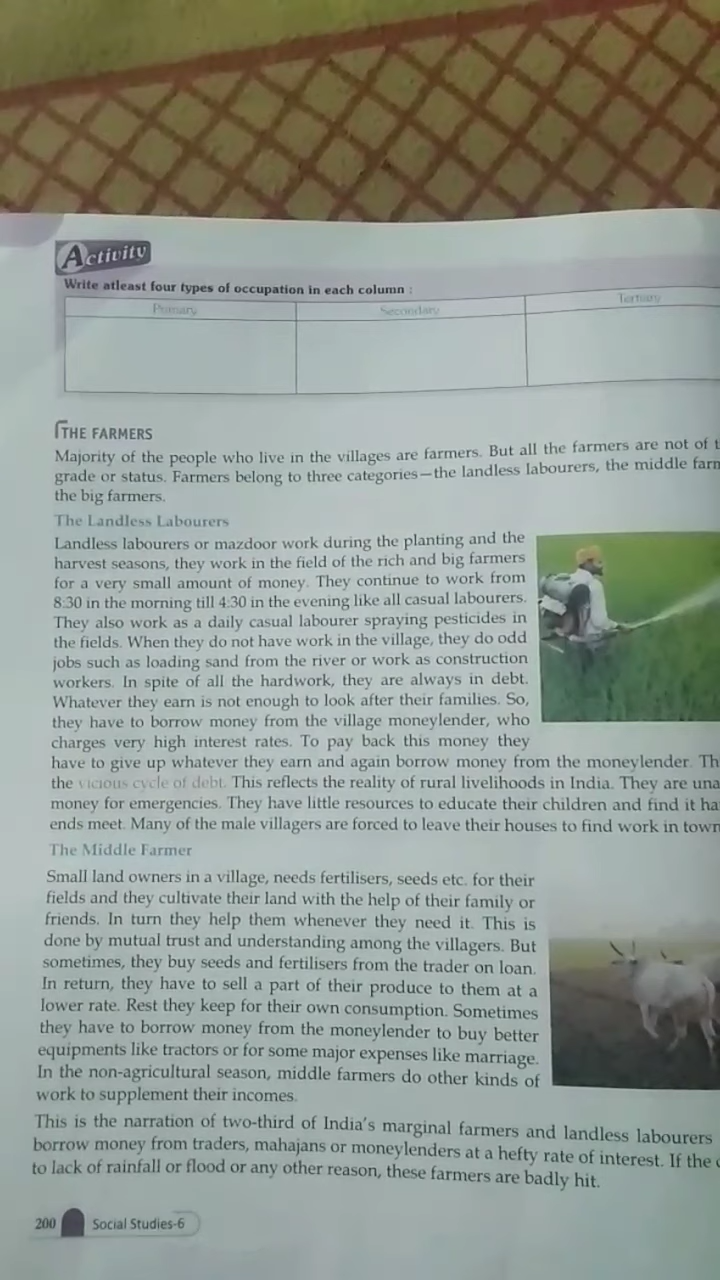 Activity
Write atleast four types of occupation in each column :
Primary Secondary Tertiary
THE FARMERS
Majority of the people who live in the villages are farmers. But all the farmers are not of
grade or status. Farmers belong to three categories—the landless labourers, the middle
the big farmers.
The Landless Labourers
Landless labourers or mazdoor work during the planting and the
harvest seasons, they work in the field of the rich and big farmers
for a very small amount of money. They continue to work from
8:30 in the morning till 4:30 in the evening like all casual labourers.
They also work as a daily casual labourer spraying pesticides in
the fields. When they do not have work in the village, they do odd
jobs such as loading sand from the river or work as construction
workers. In spite of all the hardwork, they are always in debt.
Whatever they earn is not enough to look after their families. So,
they have to borrow money from the village moneylender, who
charges very high interest rates. To pay back this money they
have to give up whatever they earn and again borrow money from the moneylender.
the vicious cycle of debt. This reflects the reality of rural livelihoods in India. They are
money for emergencies. They have little resources to educate their children and find it
ends meet. Many of the male villagers are forced to leave their houses to find work in
The Middle Farmer
Small land owners in a village, needs fertilisers, seeds etc. for their
fields and they cultivate their land with the help of their family or
friends. In turn they help them whenever they need it. This is
done by mutual trust and understanding among the villagers. But
sometimes, they buy seeds and fertilisers from the trader on loan.
In return, they have to sell a part of their produce to them at a
lower rate. Rest they keep for their own consumption. Sometimes
they have to borrow money from the moneylender to buy better
equipments like tractors or for some major expenses like marriage.
In the non-agricultural season, middle farmers do other kinds of
work to supplement their incomes.
This is the narration of two-third of India's marginal farmers and landless labourers
borrow money from traders, mahajans or moneylenders at a hefty rate of interest. If the
to lack of rainfall or flood or any other reason, these farmers are badly hit.
200 Social Studies-6